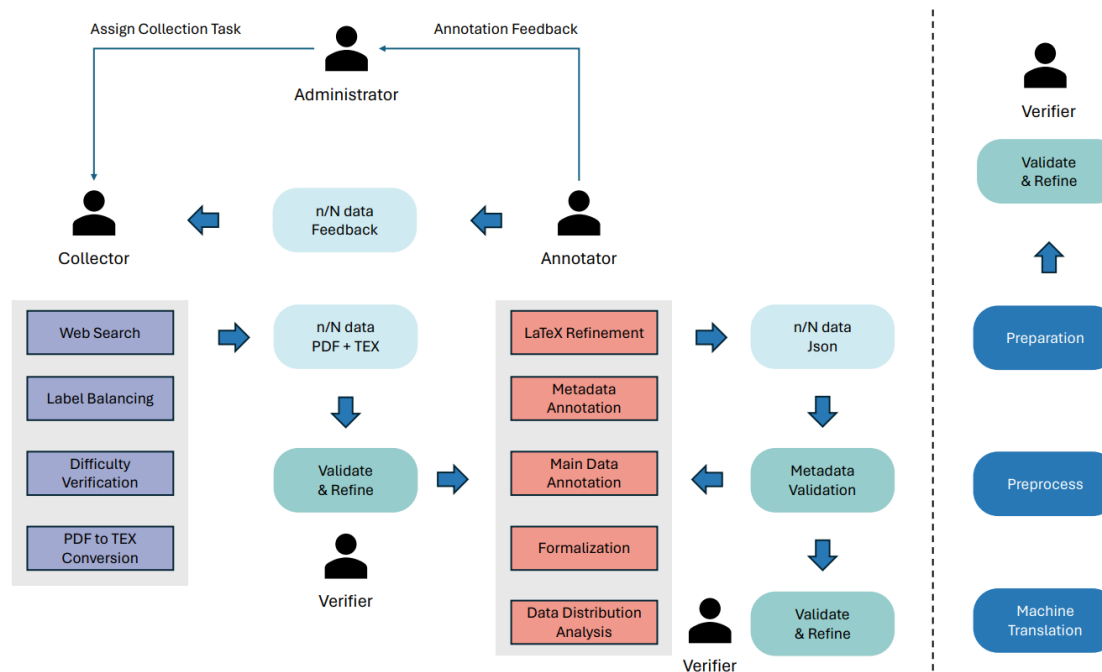 Assign Collection Task
Annotation Feedback
Administrator
Collector
n/N data
Feedback
Annotator
Web Search
Label Balancing
Difficulty
Verification
PDF to TEX
Conversion
n/N data
PDF + TEX
Validate
& Refine
Verifier
LaTeX Refinement
Metadata
Annotation
Main Data
Annotation
Formalization
Data Distribution
Analysis
n/N data
Json
Metadata
Validation
Validate
& Refine
Verifier
Verifier
Validate
& Refine
Preparation
Preprocess
Machine
Translation